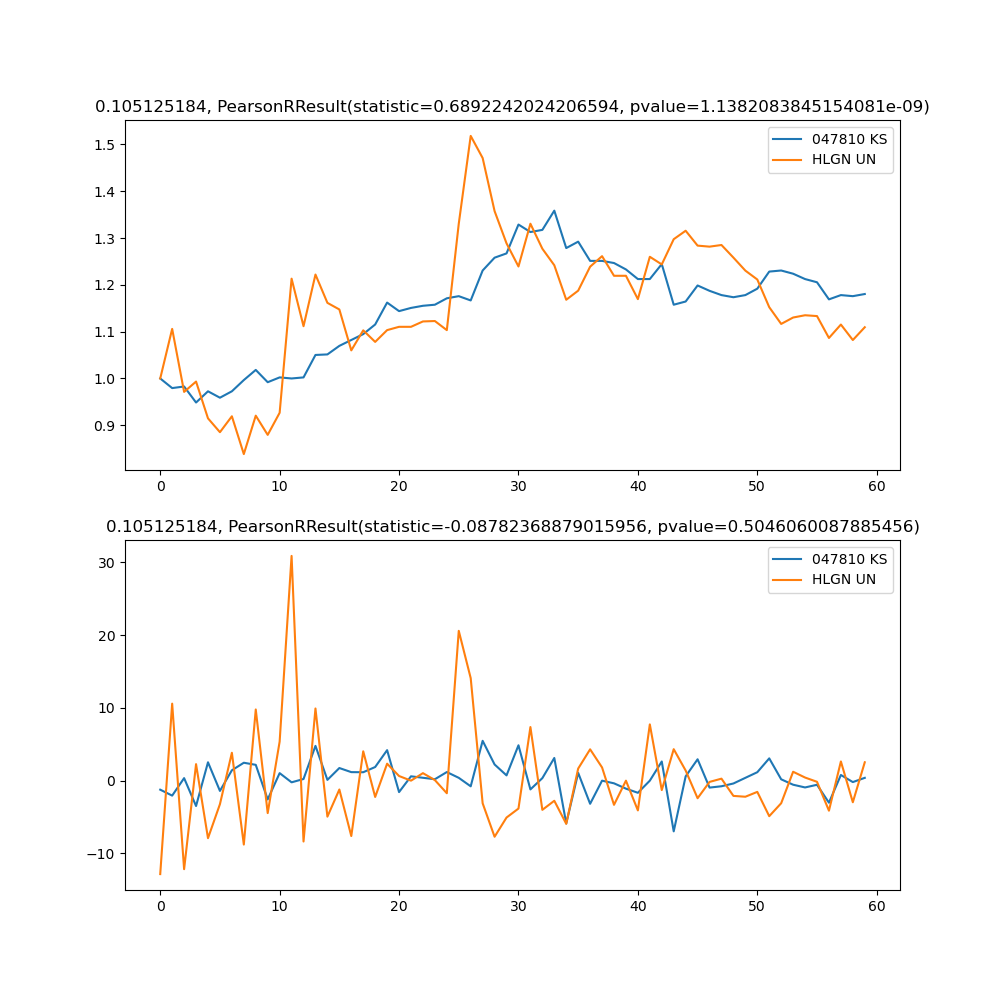 0.105125184, PearsonRResult(statistic=0.6892242024206594, pvalue=1.1382083845154081e-09)
047810 KS
HLGN UN
1.5
1.4
1.3
1.2
1.1
1.0
0.9
0 10 20 30 40 50 60
0.105125184, PearsonRResult(statistic=-0.08782368879015956, pvalue=0.5046060087885456)
047810 KS
HLGN UN
30
20
10
0
−10
0 10 20 30 40 50 60